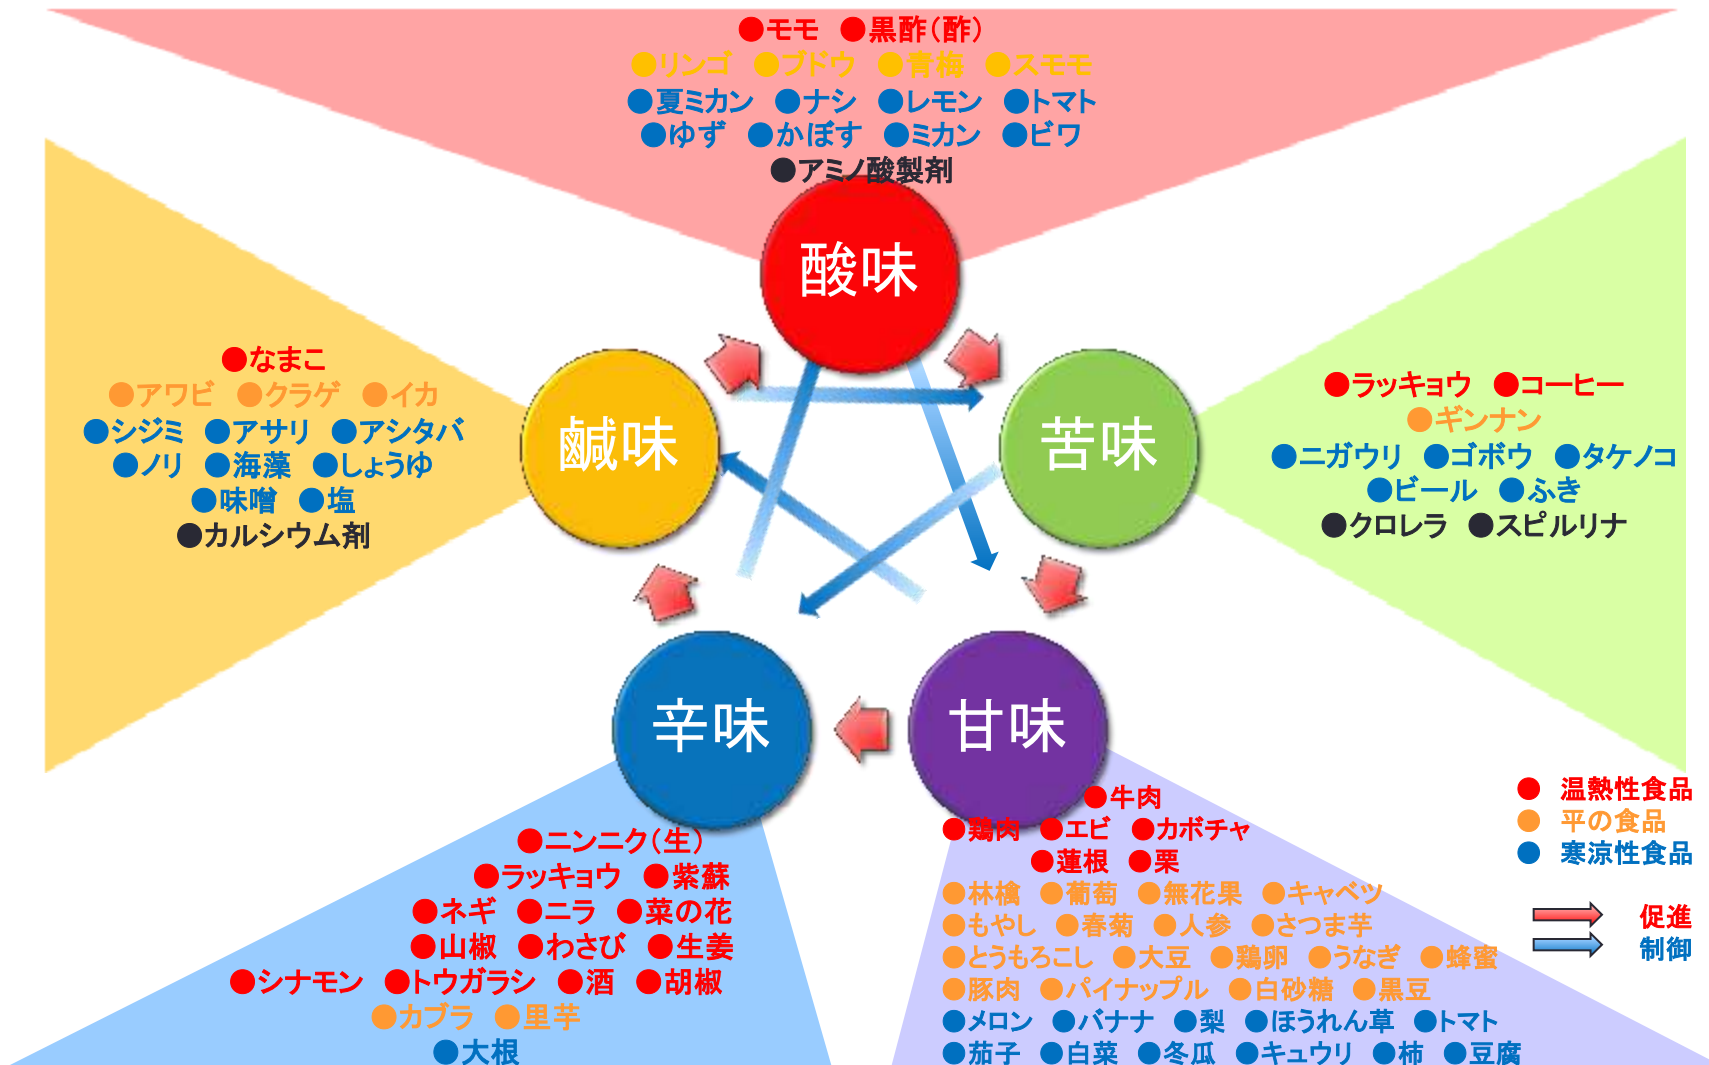 ●モモ ●黒酢（酢）
●リンゴ ●ブドウ ●青梅 ●スモモ
●夏ミカン ●ナシ ●レモン ●トマト
●ゆず ●かぼす ●ミカン ●ビワ
●アミノ酸製剤
酸味
●なまこ
●アワビ ●クラゲ ●イカ
●シジミ ●アサリ ●アシタバ
●ノリ ●海藻 ●しょうゆ
●味噌 ●塩
●カルシウム剤
鹹味
苦味
●ラッキョウ ●コーヒー
●ギンナン
●ニガウリ ●ゴボウ ●タケノコ
●ビール ●ふき
●クロレラ ●スピルリナ
辛味
●ニンニク（生）
●ラッキョウ ●紫蘇
●ネギ ●ニラ ●菜の花
●山椒 ●わさび ●生姜
●シナモン ●トウガラシ ●酒 ●胡椒
●カブラ ●里芋
●大根
甘味
●牛肉
●鶏肉 ●エビ ●カボチャ
●蓮根 ●栗
●林檎 ●葡萄 ●無花果 ●キャベツ
●もやし ●春菊 ●人参 ●さつま芋
●とうもろこし ●大豆 ●鶏卵 ●うなぎ ●蜂蜜
●豚肉 ●パイナップル ●白砂糖 ●黒豆
●メロン ●バナナ ●梨 ●ほうれん草 ●トマト
●茄子 ●白菜 ●冬瓜 ●キュウリ ●柿 ●豆腐
● 温熱性食品
● 平の食品
● 寒涼性食品
促進
制御